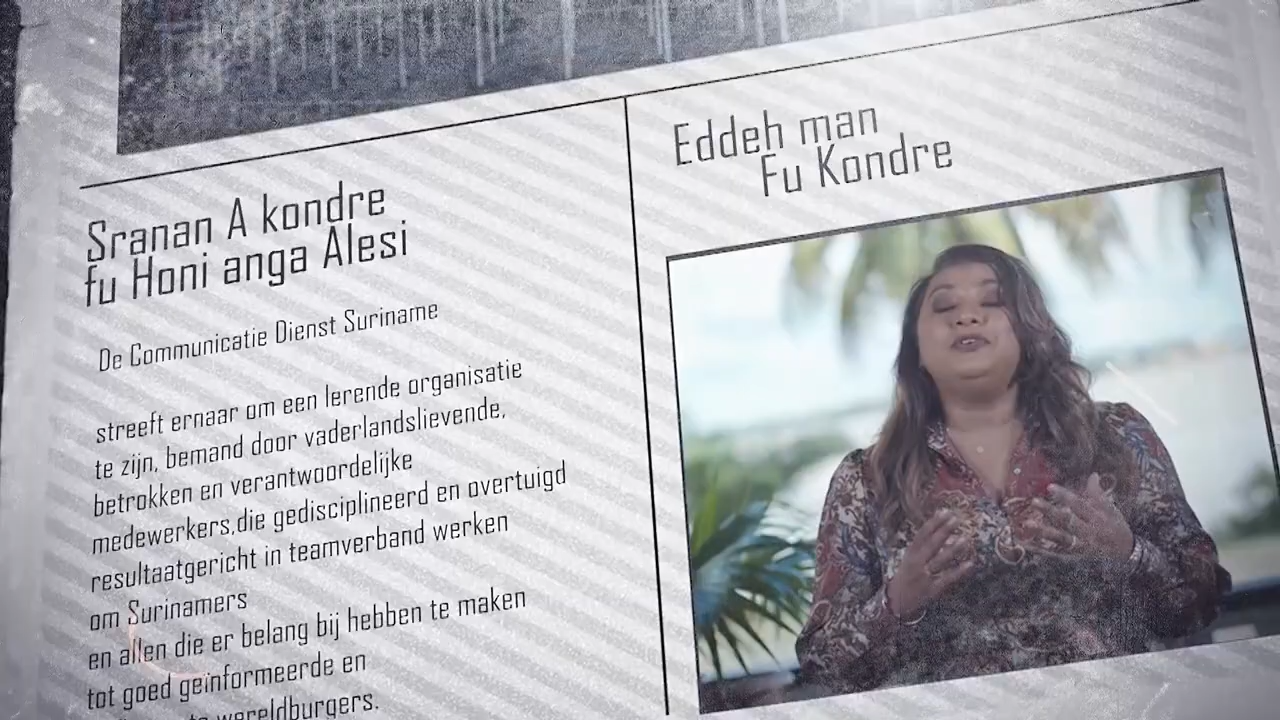 Sranan A kondre
fu Honi anga Alesi
De Communicatie Dienst Suriname
streeft ernaar om een lerende organisatie
te zijn, bemand door vaderlandslievende,
betrokken en verantwoordelijke
medewerkers,die gedisciplineerd en overtuigd
resultaatgericht in teamverband werken
om Surinamers
en allen die er belang bij hebben te maken
tot goed geïnformeerde en
wereldburgers.
Eddeh man
Fu Kondre